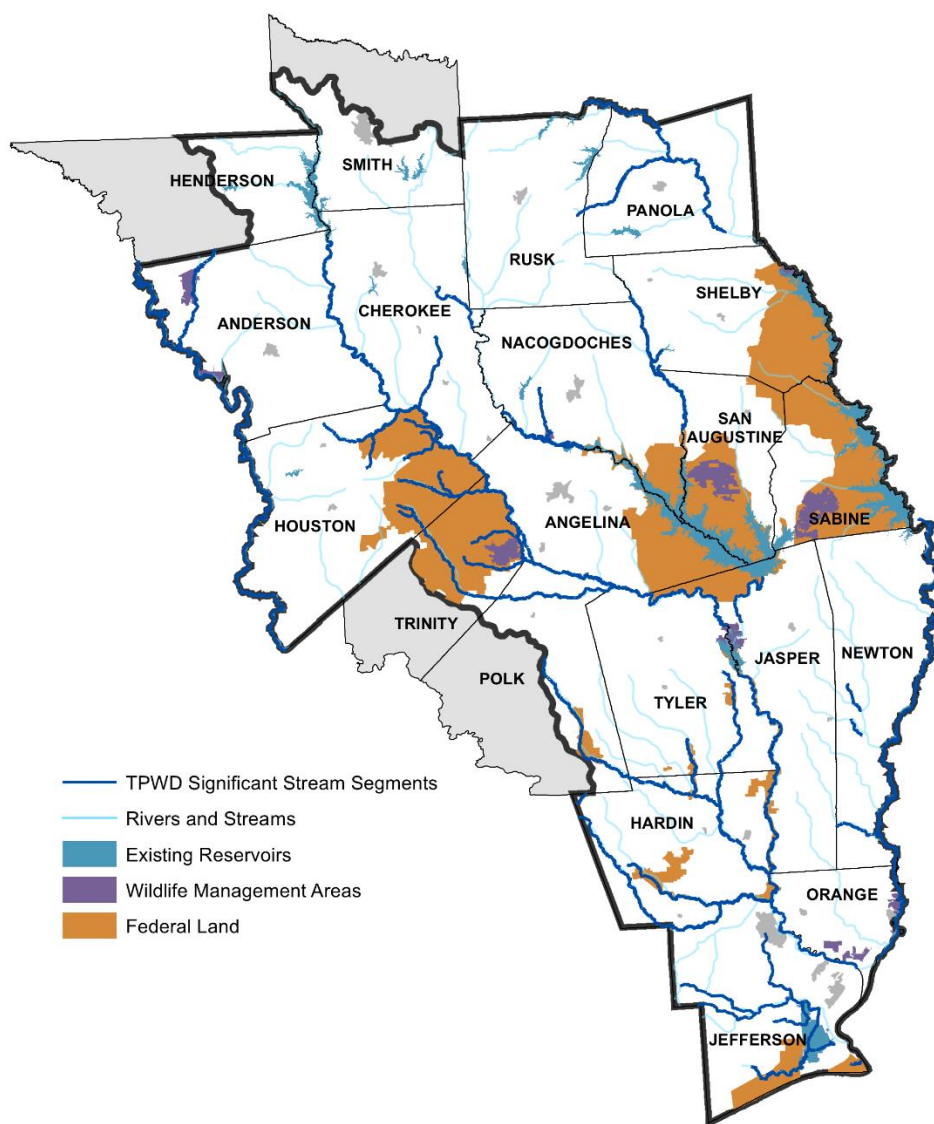 SMITH
HENDERSON
PANOLA
RUSK
SHELBY
CHEROKEE
ANDERSON
NACOGDOCHES
SAN
AUGUSTINE
HOUSTON
ANGELINA
SABINE
TRINITY
POLK
JASPER
NEWTON
TYLER
TPWD Significant Stream Segments
Rivers and Streams
Existing Reservoirs
Wildlife Management Areas
Federal Land
HARDIN
ORANGE
JEFFERSON